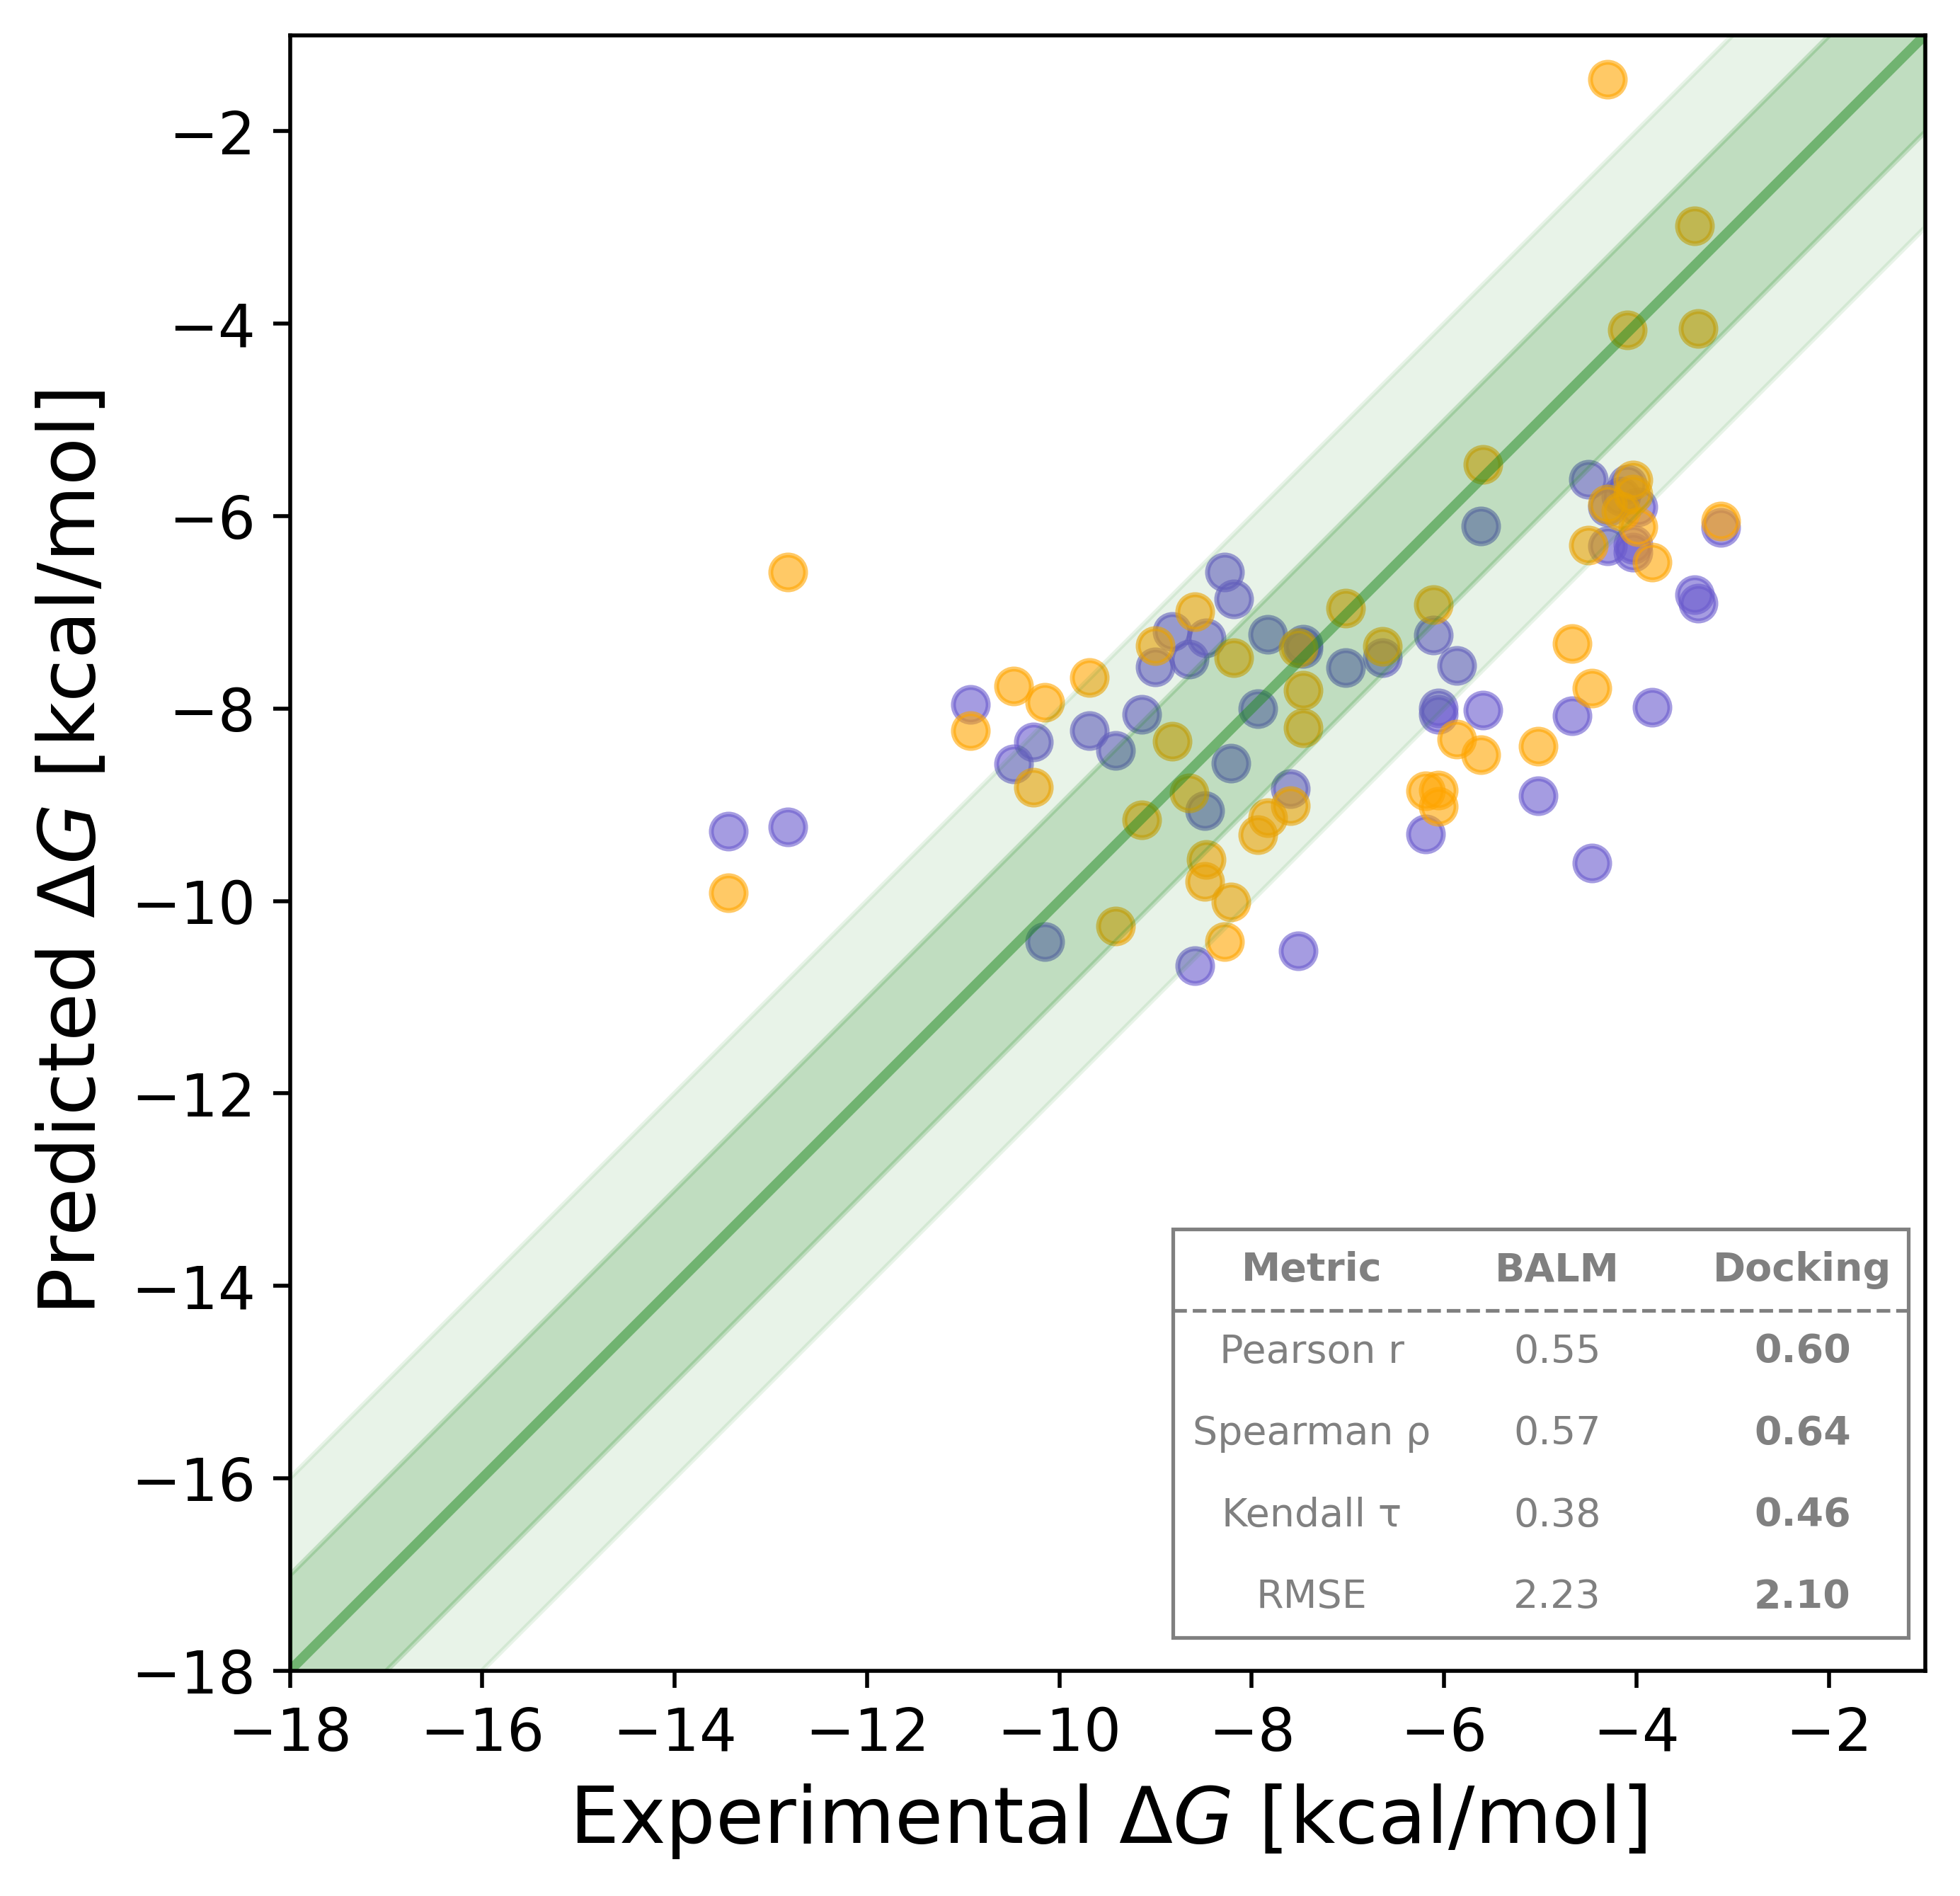 Predicted ΔG [kcal/mol]
−2
−4
−6
−8
−10
−12
−14
−16
−18
−18 −16 −14 −12 −10 −8 −6 −4 −2
Experimental ΔG [kcal/mol]
Metric BALM Docking
Pearson r 0.55 0.60
Spearman ρ 0.57 0.64
Kendall τ 0.38 0.46
RMSE 2.23 2.10